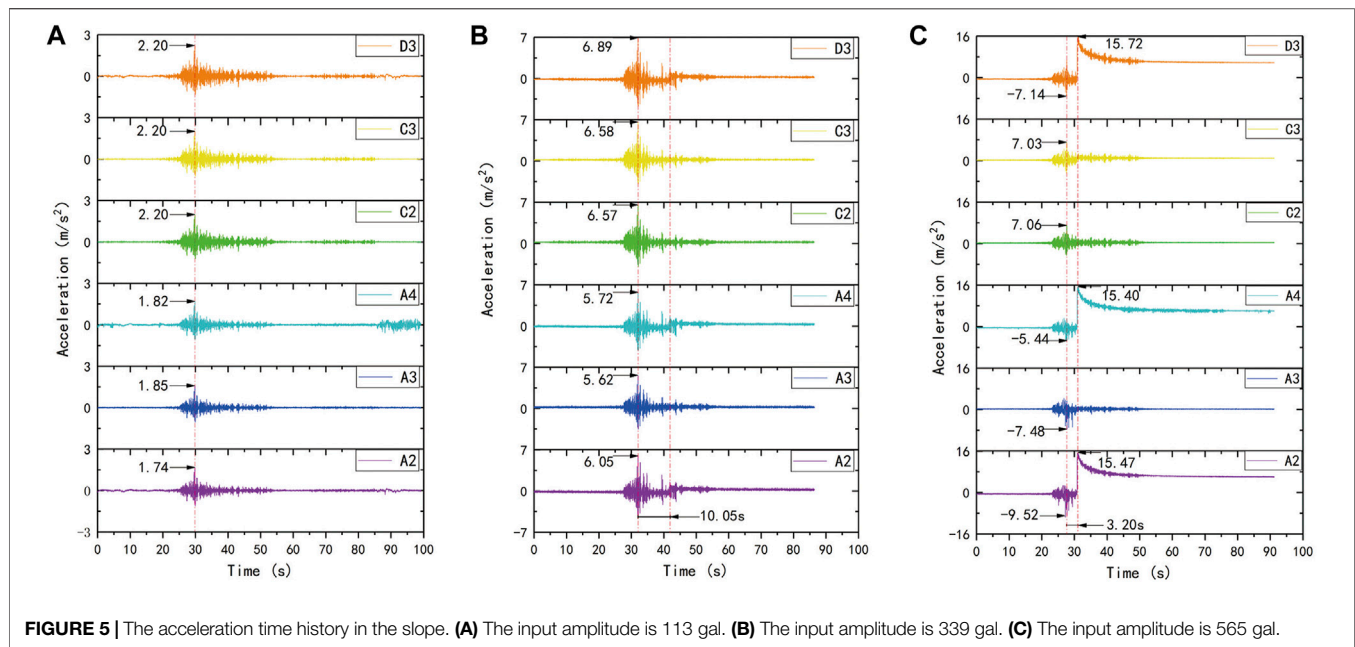 A
Acceleration (m/s²)
3
0
3
0
3
0
3
0
3
0
3
0
-3
2.20
D3
2.20
C3
2.20
C2
1.82
A4
1.85
A3
1.74
A2
0 10 20 30 40 50 60 70 80 90 100
Time (s)
B
Acceleration (m/s²)
7
0
7
0
7
0
7
0
7
0
7
0
-7
6.89
D3
6.58
C3
6.57
C2
5.72
A4
5.62
A3
6.05
A2
10.05s
0 10 20 30 40 50 60 70 80 90 100
Time (s)
C
Acceleration (m/s²)
16
0
16
0
16
0
16
0
16
0
16
0
-16
15.72
D3
-7.14
7.03
C3
7.06
C2
15.40
A4
-5.44
A3
-7.48
15.47
A2
-9.52
3.20s
0 10 20 30 40 50 60 70 80 90 100
Time (s)
FIGURE 5 | The acceleration time history in the slope. (A) The input amplitude is 113 gal. (B) The input amplitude is 339 gal. (C) The input amplitude is 565 gal.